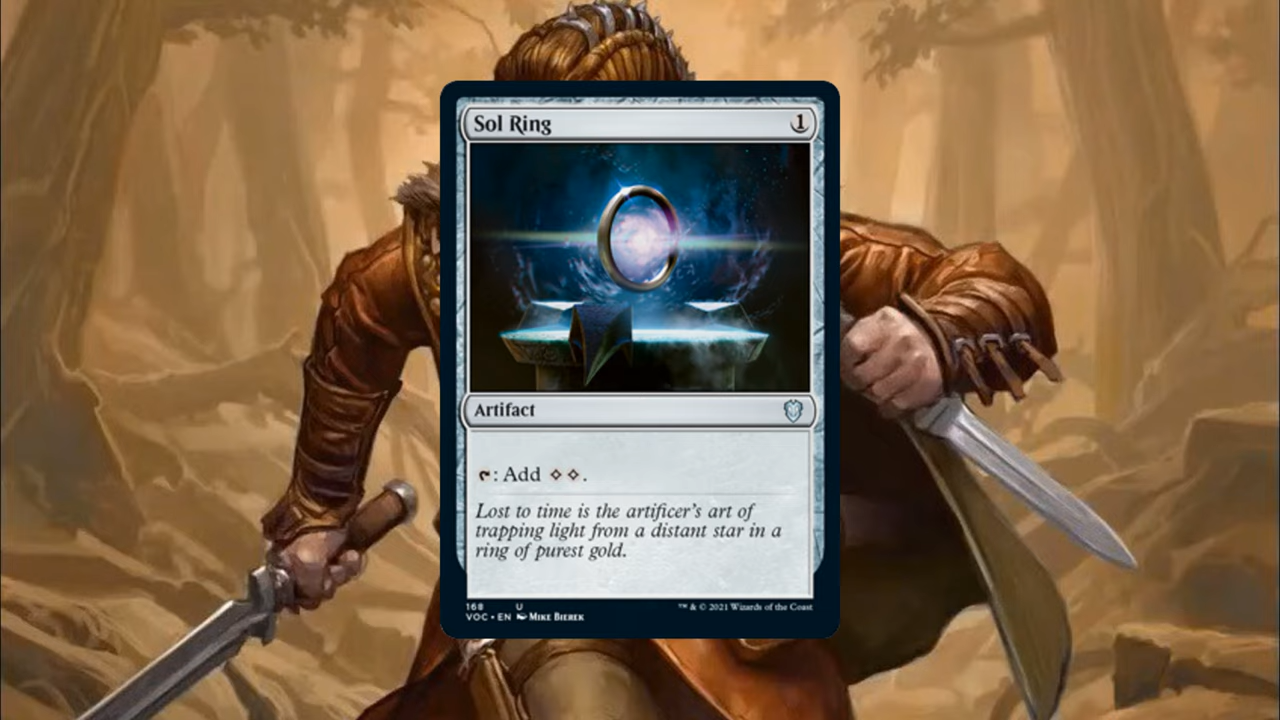 Sol Ring 1
Artifact
: Add .
Lost to time is the artificer's art of
trapping light from a distant star in a
ring of purest gold.
168 U
VOC • EN MIKE BIEREK
™ & © 2021 Wizards of the Coast